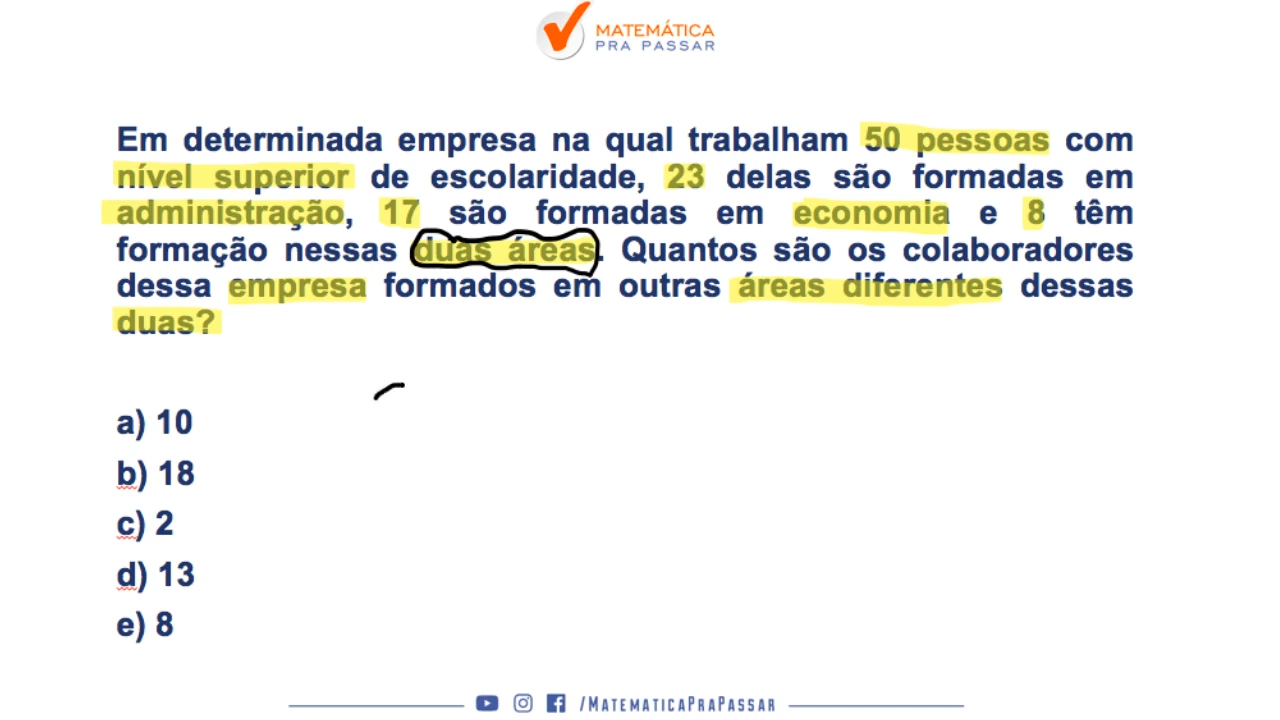 MATEMÁTICA
PRA PASSAR
Em determinada empresa na qual trabalham 50 pessoas com
nível superior de escolaridade, 23 delas são formadas em
administração, 17 são formadas em economia e 8 têm
formação nessas duas áreas. Quantos são os colaboradores
dessa empresa formados em outras áreas diferentes dessas
duas?
a) 10
b) 18
c) 2
d) 13
e) 8
/MATEMATICAPRAPASSAR